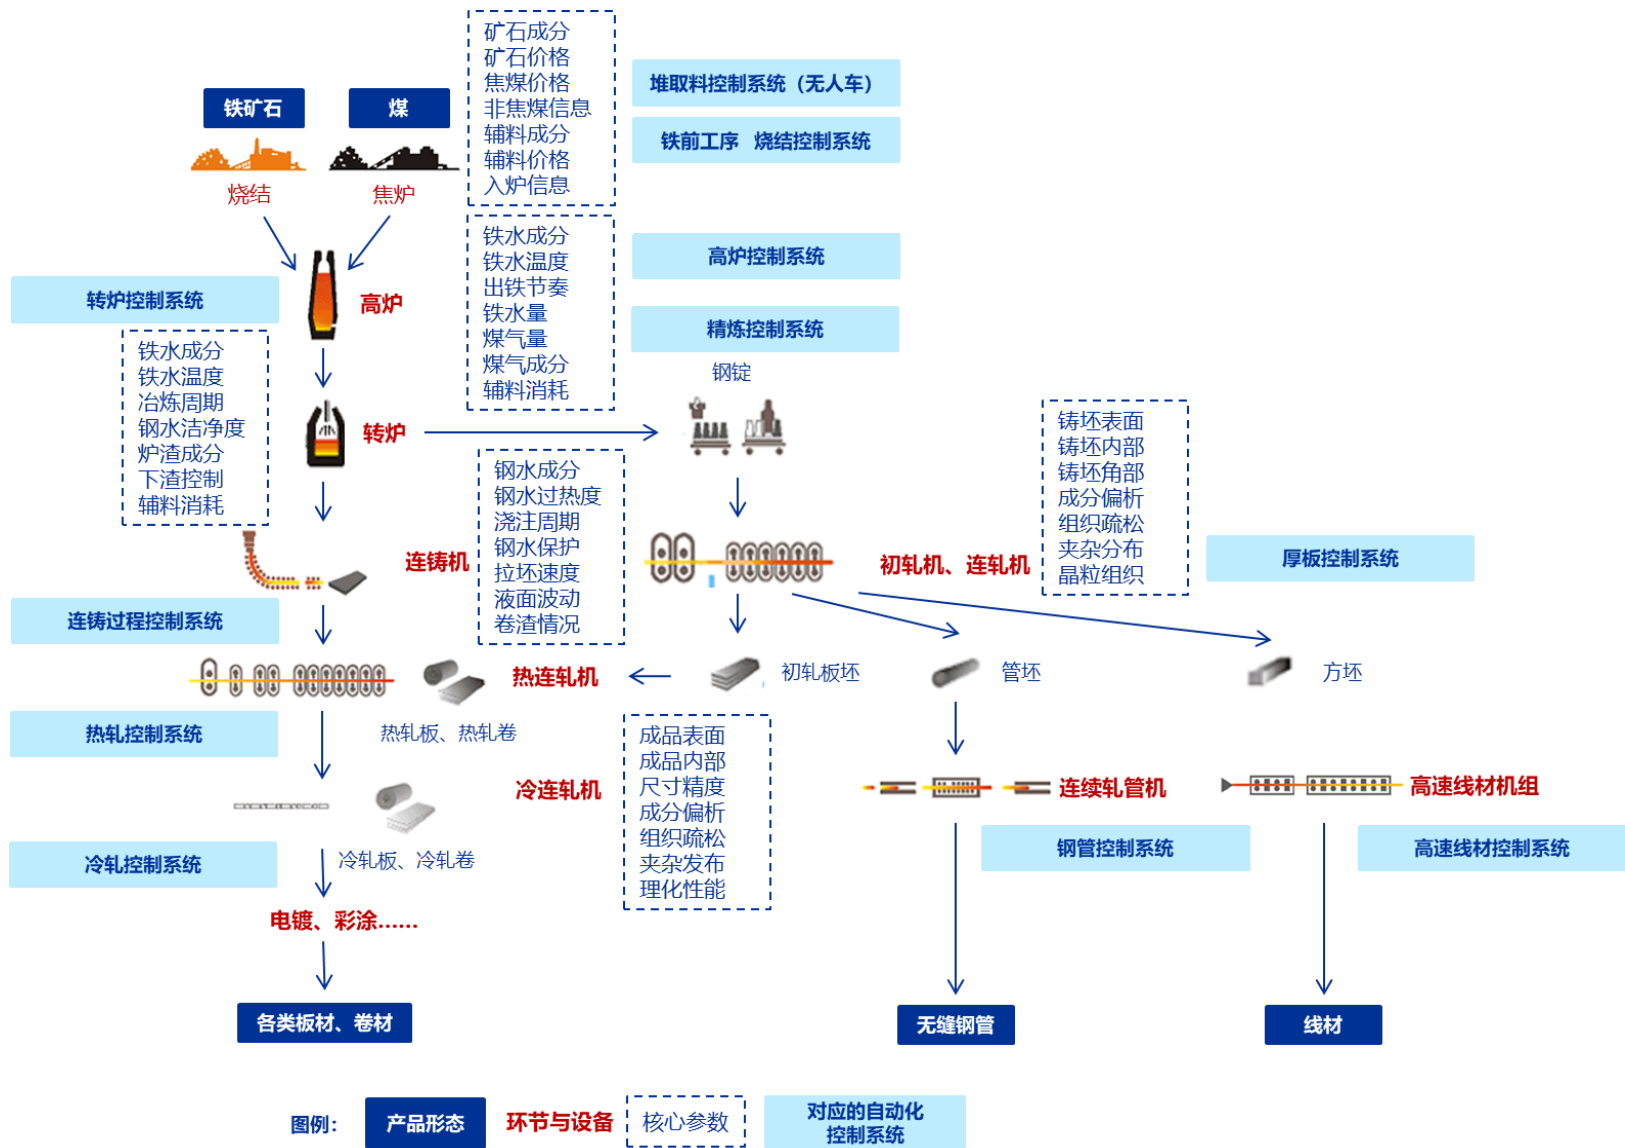 铁矿石
煤
烧结
焦炉
矿石成分
矿石价格
焦煤价格
非焦煤信息
辅料成分
辅料价格
入炉信息
堆取料控制系统（无人车）
铁前工序 烧结控制系统
高炉
铁水成分
铁水温度
出铁节奏
铁水量
煤气量
煤气成分
辅料消耗
高炉控制系统
精炼控制系统
转炉控制系统
铁水成分
铁水温度
冶炼周期
钢水洁净度
炉渣成分
下渣控制
辅料消耗
转炉
钢锭
连铸机
钢水成分
钢水过热度
浇注周期
钢水保护
拉坯速度
液面波动
卷渣情况
初轧机、连轧机
铸坯表面
铸坯内部
铸坯角部
成分偏析
组织疏松
夹杂分布
晶粒组织
厚板控制系统
连铸过程控制系统
热连轧机
初轧板坯
管坯
方坯
热轧控制系统
热轧板、热轧卷
冷连轧机
成品表面
成品内部
尺寸精度
成分偏析
组织疏松
夹杂发布
理化性能
连续轧管机
高速线材机组
冷轧控制系统
冷轧板、冷轧卷
钢管控制系统
高速线材控制系统
电镀、彩涂......
各类板材、卷材
无缝钢管
线材
图例：
产品形态
环节与设备
核心参数
对应的自动化
控制系统